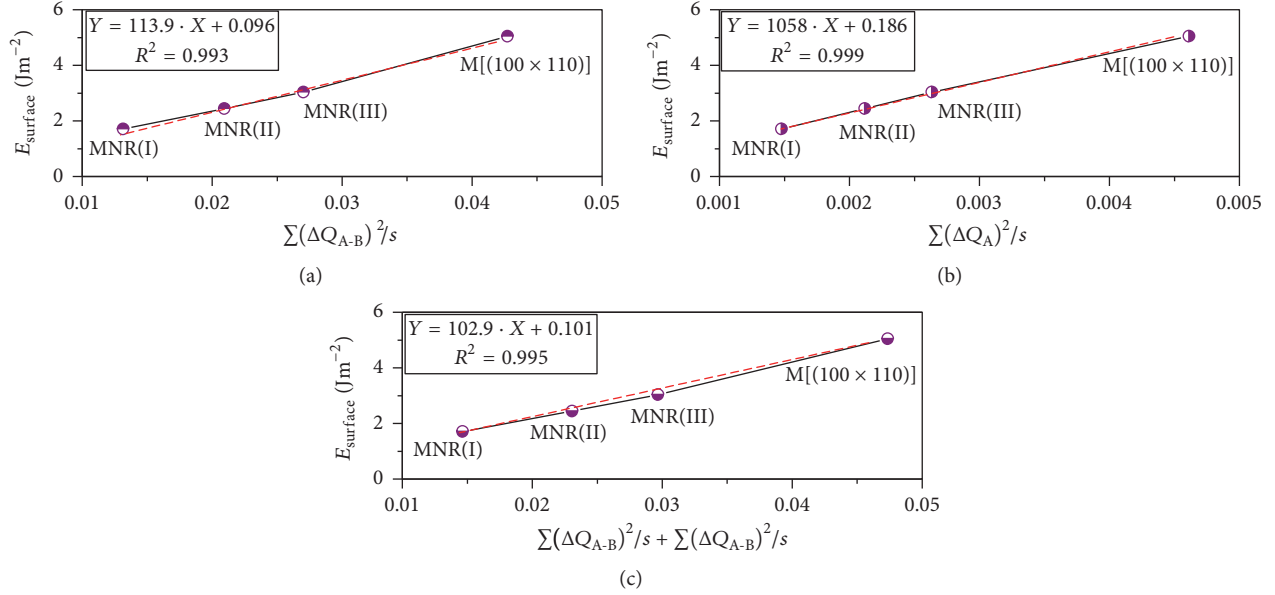 Y = 113.9 · X + 0.096
R² = 0.993
E_surface (Jm⁻²)
6
4
2
0
MNR(I)
MNR(II)
MNR(III)
M[(100 × 110)]
0.01
0.02
0.03
0.04
0.05
∑(ΔQ_A-B)²/s
(a)
Y = 1058 · X + 0.186
R² = 0.999
E_surface (Jm⁻²)
6
4
2
0
MNR(I)
MNR(II)
MNR(III)
M[(100 × 110)]
0.001
0.002
0.003
0.004
0.005
∑(ΔQ_A)²/s
(b)
Y = 102.9 · X + 0.101
R² = 0.995
E_surface (Jm⁻²)
6
4
2
0
MNR(I)
MNR(II)
MNR(III)
M[(100 × 110)]
0.01
0.02
0.03
0.04
0.05
∑(ΔQ_A-B)²/s + ∑(ΔQ_A-B)²/s
(c)